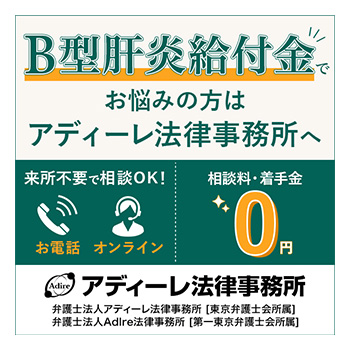 B型肝炎給付金で
お悩みの方は
アディーレ法律事務所へ
来所不要で相談OK!
お電話 オンライン
相談料・着手金
0円
Adire アディーレ法律事務所
弁護士法人アディーレ法律事務所 [東京弁護士会所属]
弁護士法人AdIre法律事務所 [第一東京弁護士会所属]